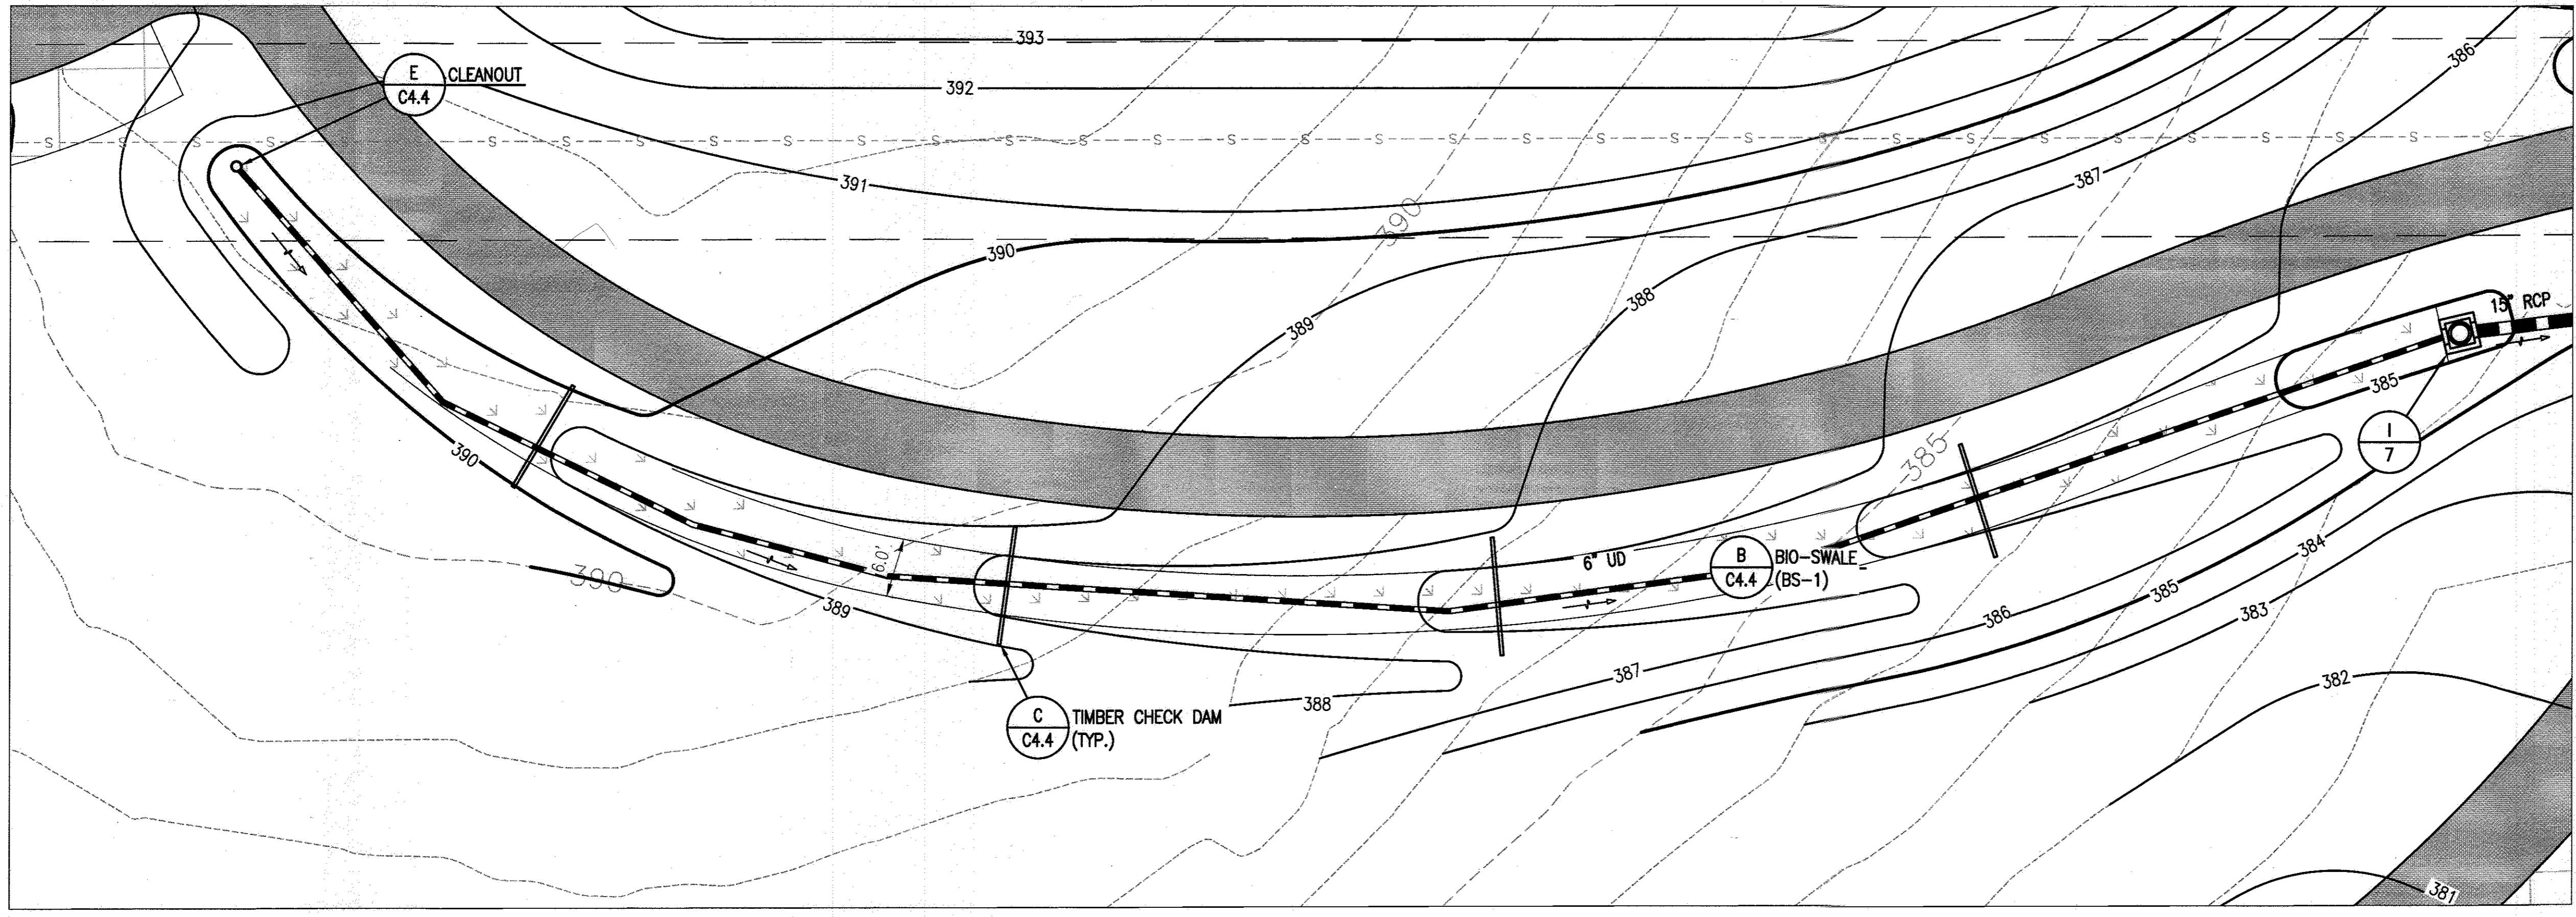 393
386
E
C4.4
CLEANOUT
392
S S S S S S S S S S S S S S S S S S S S S S S S S S S S S S S S S S
391
387
390
390
388
389
15" RCP
385
I
7
390
385
6.0'
6" UD
B
C4.4
BIO-SWALE
(BS-1)
390
389
384
385
383
386
387
382
388
C
C4.4
TIMBER CHECK DAM
(TYP.)
381